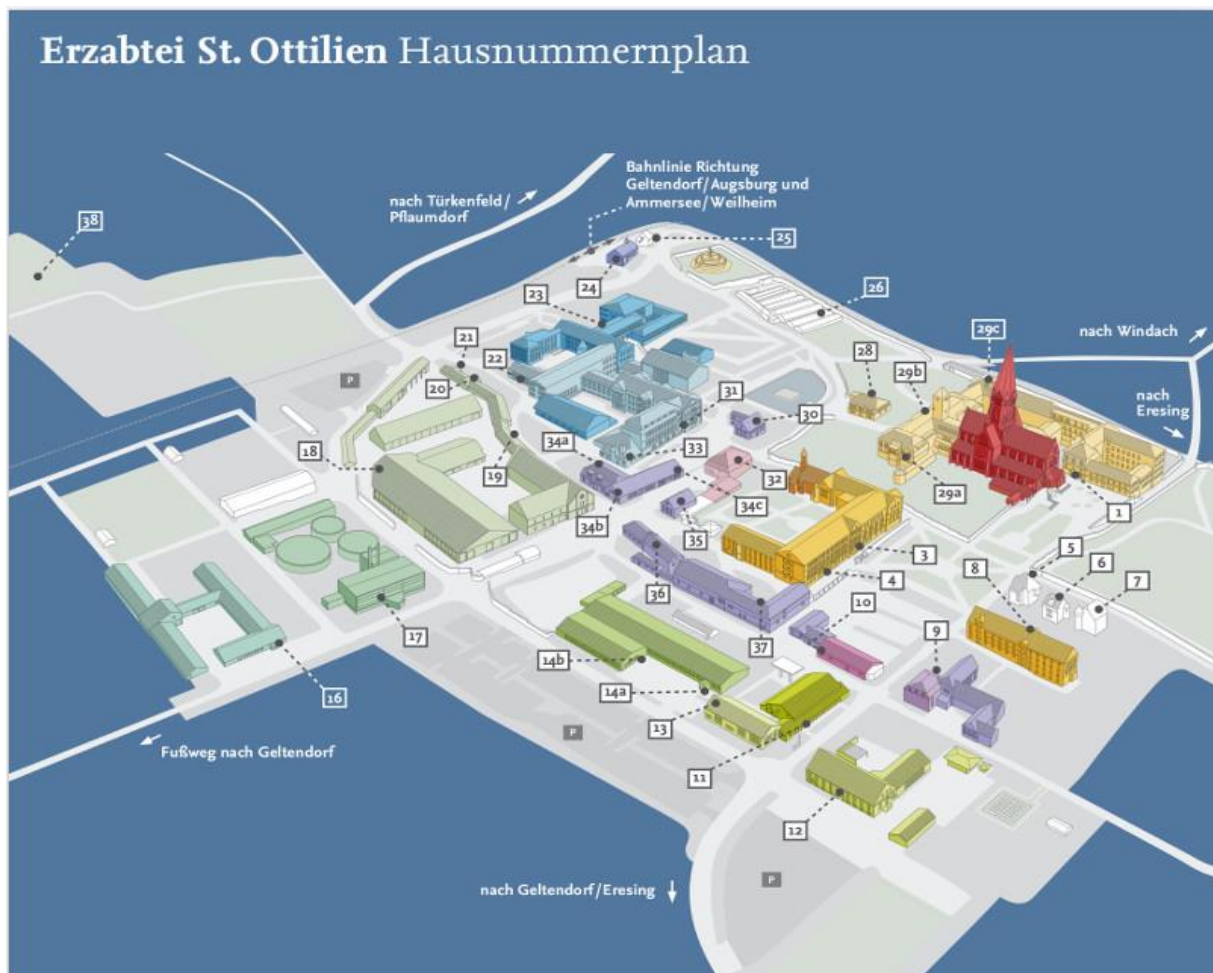 Erzabtei St. Ottilien Hausnummernplan
Bahnlinie Richtung
Geltendorf/Augsburg und
Ammersee/Weilheim
nach Türkenfeld/
Pflaumdorf
38
25
24
26
23
nach Windach
29c
21
22
28
29b
20
nach
Eresing
31
30
34a
33
18
19
32
29a
34b
34c
35
1
5
6
3
8
7
4
36
10
17
9
37
14b
14a
16
13
Fußweg nach Geltendorf
11
12
nach Geltendorf/Eresing
P
P
P